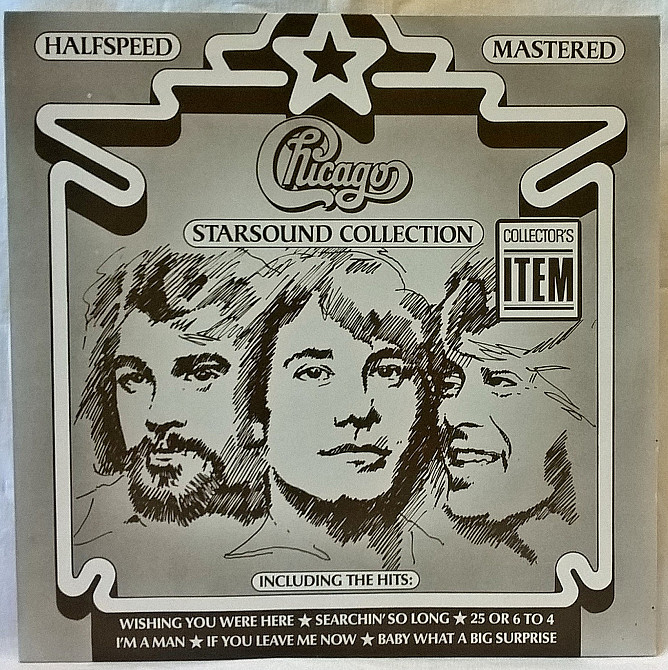 HALFSPEED
MASTERED
Chicago
STARSOUND COLLECTION
COLLECTOR'S
ITEM
INCLUDING THE HITS:
WISHING YOU WERE HERE ★ SEARCHIN' SO LONG ★ 25 OR 6 TO 4
I'M A MAN ★ IF YOU LEAVE ME NOW ★ BABY WHAT A BIG SURPRISE